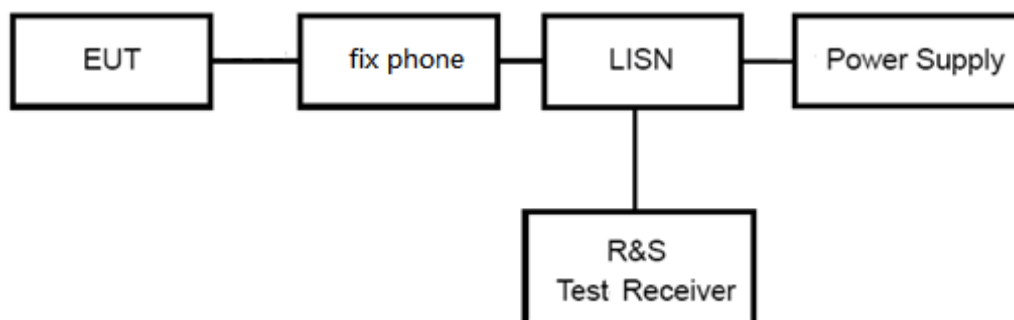 EUT
fix phone
LISN
Power Supply
R&S
Test Receiver